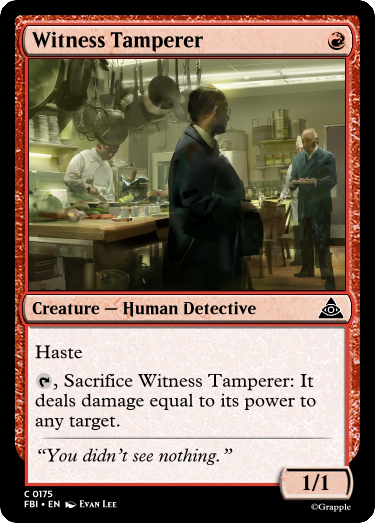 Witness Tamperer
Creature — Human Detective
Haste
, Sacrifice Witness Tamperer: It
deals damage equal to its power to
any target.
“You didn’t see nothing.”
1/1
C 0175
FBI • EN Evan Lee
©Grapple